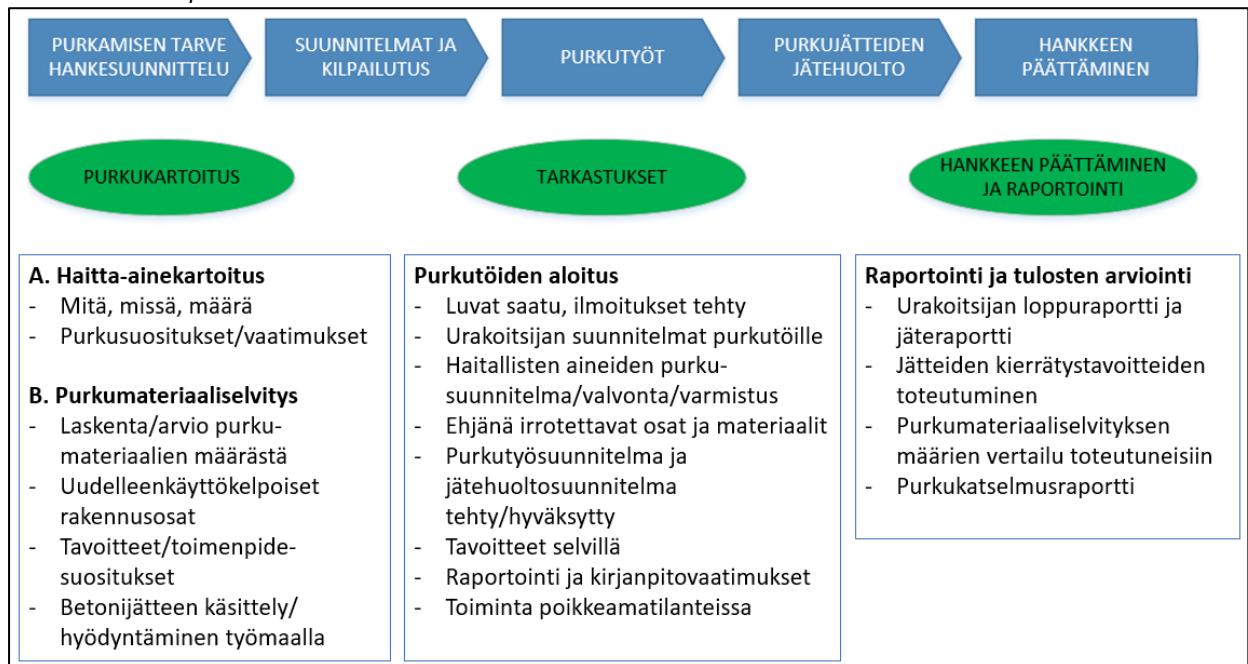 PURKAMISEN TARVE
HANKESUUNNITTELU
SUUNNITELMAT JA
KILPAILUTUS
PURKUTYÖT
PURKUJÄTTEIDEN
JÄTEHUOLTO
HANKKEEN
PÄÄTTÄMINEN
PURKUKARTOITUS
TARKASTUKSET
HANKKEEN PÄÄTTÄMINEN
JA RAPORTOINTI
A. Haitta-ainekartoitus
- Mitä, missä, määrä
- Purkusuositukset/vaatimukset
B. Purkumateriaaliselvitys
- Laskenta/arvio purku-
materiaalien määrästä
- Uudelleenkäyttökelpoiset
rakennusosat
- Tavoitteet/toimenpide-
suositukset
- Betonijätteen käsittely/
hyödyntäminen työmaalla
Purkutöiden aloitus
- Luvat saatu, ilmoitukset tehty
- Urakoitsijan suunnitelmat purkutöille
- Haitallisten aineiden purku-
suunnitelma/valvonta/varmistus
- Ehjänä irrotettavat osat ja materiaalit
- Purkutyösuunnitelma ja
jätehuoltosuunnitelma
tehty/hyväksytty
- Tavoitteet selvillä
- Raportointi ja kirjanpitovaatimukset
- Toiminta poikkeamatilanteissa
Raportointi ja tulosten arviointi
- Urakoitsijan loppuraportti ja
jäteraportti
- Jätteiden kierrätystavoitteiden
toteutuminen
- Purkumateriaaliselvityksen
määrien vertailu toteutuneisiin
- Purkukatselmusraportti